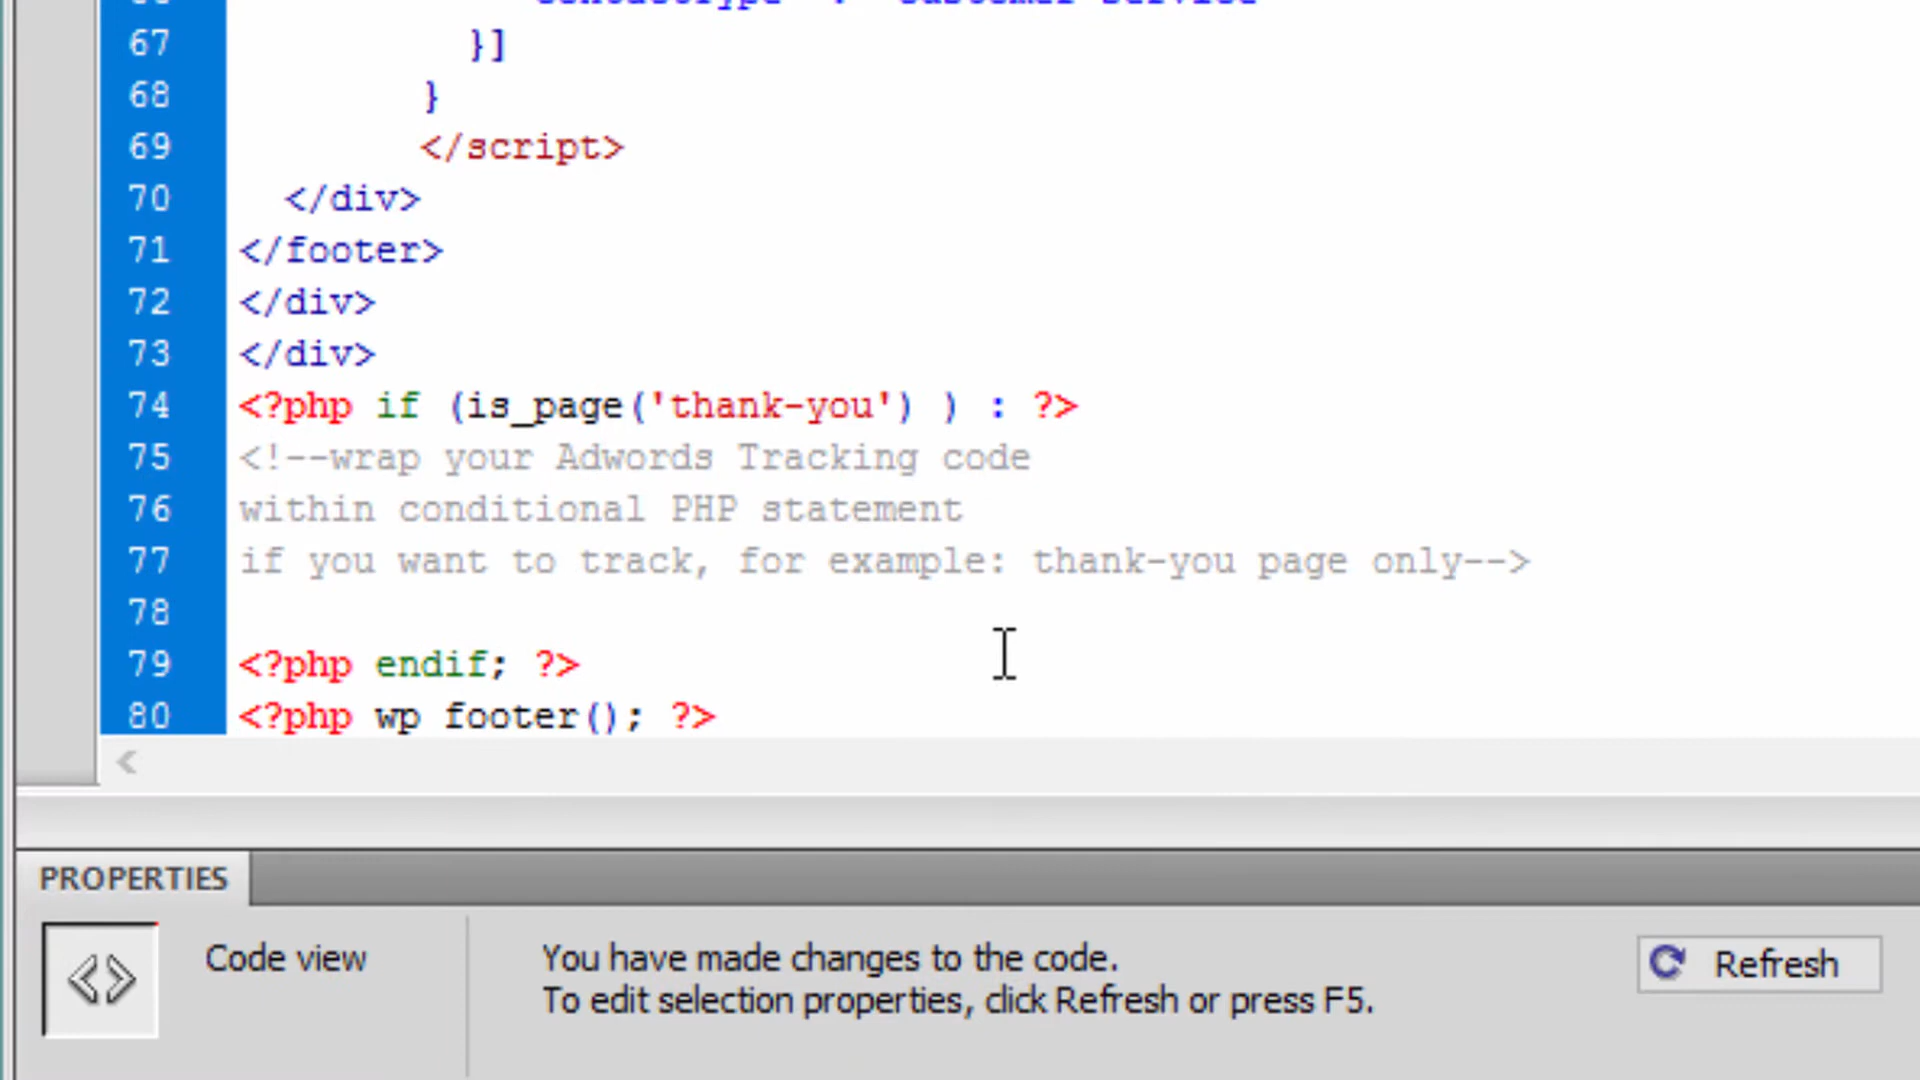 67 }]
68 }
69 </script>
70 </div>
71 </footer>
72 </div>
73 </div>
74 <?php if (is_page('thank-you') ) : ?>
75 <!--wrap your Adwords Tracking code
76 within conditional PHP statement
77 if you want to track, for example: thank-you page only-->
78
79 <?php endif; ?>
80 <?php wp footer(); ?>
PROPERTIES
Code view
You have made changes to the code.
To edit selection properties, click Refresh or press F5.
Refresh